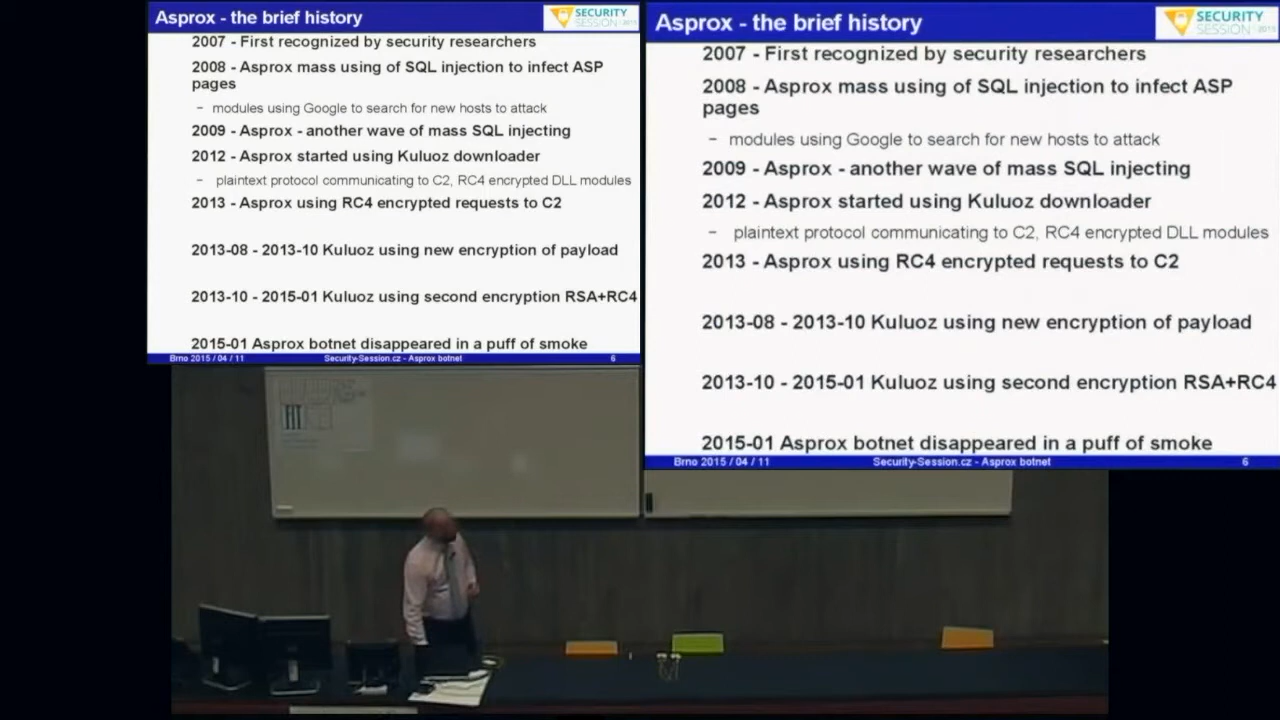 Asprox - the brief history
SECURITY
SESSION 2015
2007 - First recognized by security researchers
2008 - Asprox mass using of SQL injection to infect ASP
pages
– modules using Google to search for new hosts to attack
2009 - Asprox - another wave of mass SQL injecting
2012 - Asprox started using Kuluoz downloader
– plaintext protocol communicating to C2, RC4 encrypted DLL modules
2013 - Asprox using RC4 encrypted requests to C2
2013-08 - 2013-10 Kuluoz using new encryption of payload
2013-10 - 2015-01 Kuluoz using second encryption RSA+RC4
2015-01 Asprox botnet disappeared in a puff of smoke
Brno 2015 / 04 / 11 Security-Session.cz - Asprox botnet 6
Asprox - the brief history
SECURITY
SESSION 2015
2007 - First recognized by security researchers
2008 - Asprox mass using of SQL injection to infect ASP
pages
– modules using Google to search for new hosts to attack
2009 - Asprox - another wave of mass SQL injecting
2012 - Asprox started using Kuluoz downloader
– plaintext protocol communicating to C2, RC4 encrypted DLL modules
2013 - Asprox using RC4 encrypted requests to C2
2013-08 - 2013-10 Kuluoz using new encryption of payload
2013-10 - 2015-01 Kuluoz using second encryption RSA+RC4
2015-01 Asprox botnet disappeared in a puff of smoke
Brno 2015 / 04 / 11 Security-Session.cz - Asprox botnet 6